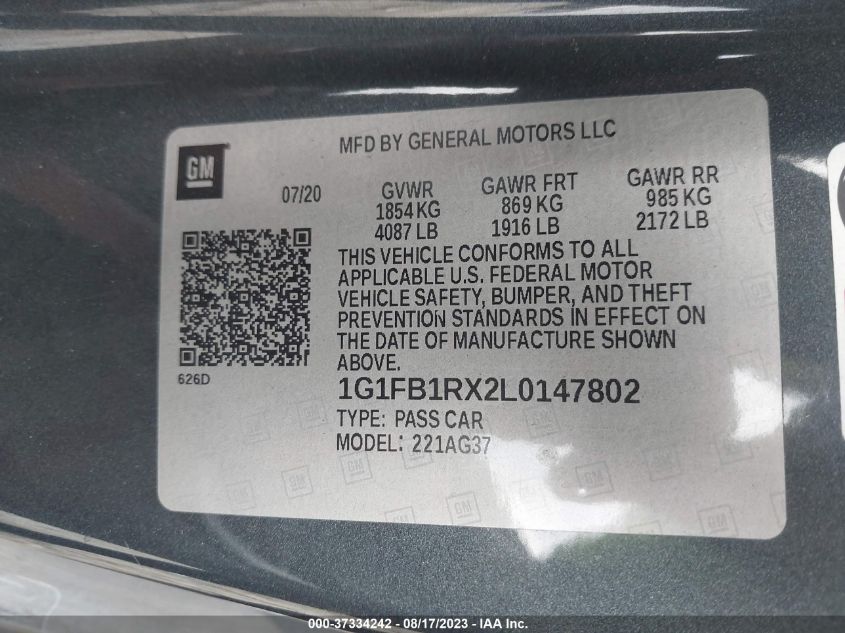 MFD BY GENERAL MOTORS LLC
GM
07/20
GVWR GAWR FRT GAWR RR
1854 KG 869 KG 985 KG
4087 LB 1916 LB 2172 LB
THIS VEHICLE CONFORMS TO ALL
APPLICABLE U.S. FEDERAL MOTOR
VEHICLE SAFETY, BUMPER, AND THEFT
PREVENTION STANDARDS IN EFFECT ON
THE DATE OF MANUFACTURE SHOWN
ABOVE.
626D
1G1FB1RX2L0147802
TYPE: PASS CAR
MODEL: 221AG37
000-37334242 - 08/17/2023 - IAA Inc.